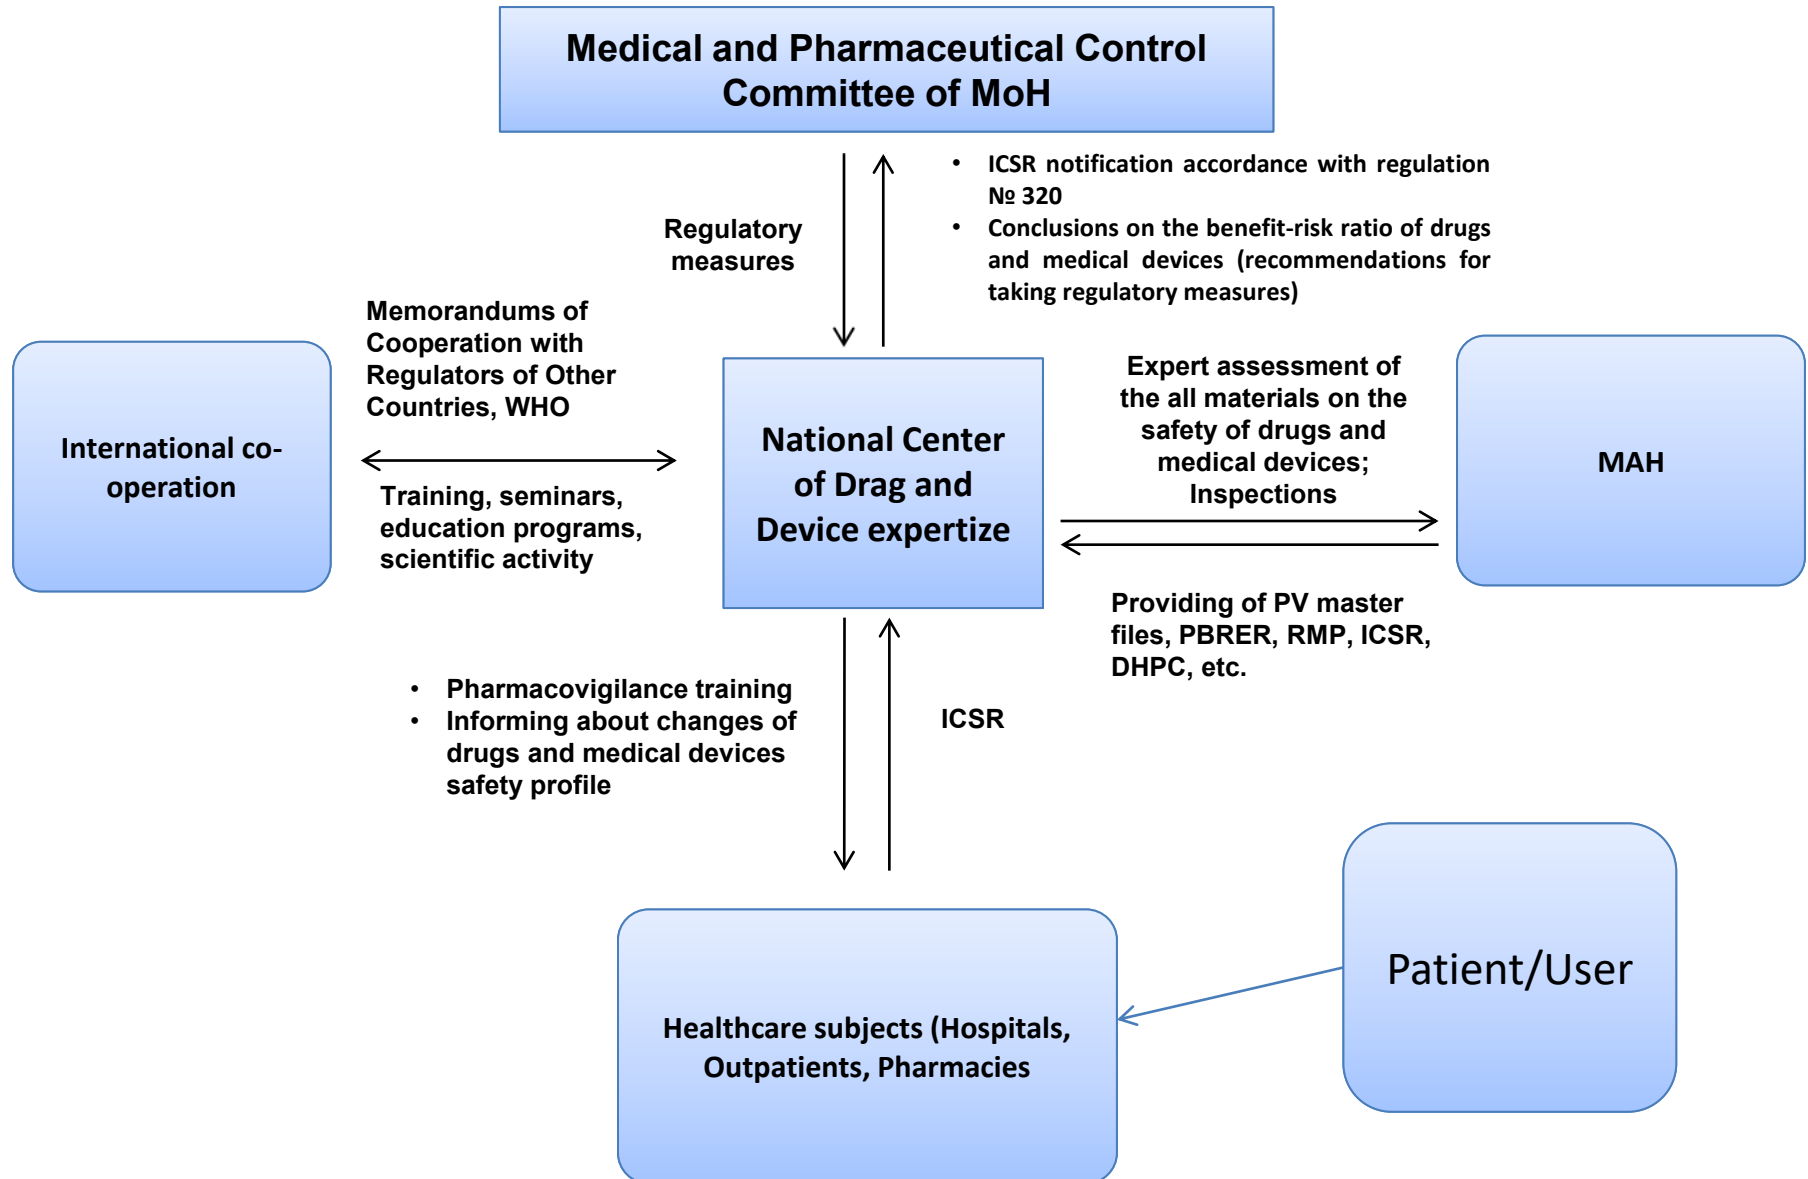 Medical and Pharmaceutical Control
Committee of MoH
Regulatory
measures
• ICSR notification accordance with regulation
№ 320
• Conclusions on the benefit-risk ratio of drugs
and medical devices (recommendations for
taking regulatory measures)
Memorandums of
Cooperation with
Regulators of Other
Countries, WHO
International co-
operation
Training, seminars,
education programs,
scientific activity
National Center
of Drag and
Device expertize
Expert assessment of
the all materials on the
safety of drugs and
medical devices;
Inspections
MAH
Providing of PV master
files, PBRER, RMP, ICSR,
DHPC, etc.
• Pharmacovigilance training
• Informing about changes of
drugs and medical devices
safety profile
ICSR
Patient/User
Healthcare subjects (Hospitals,
Outpatients, Pharmacies